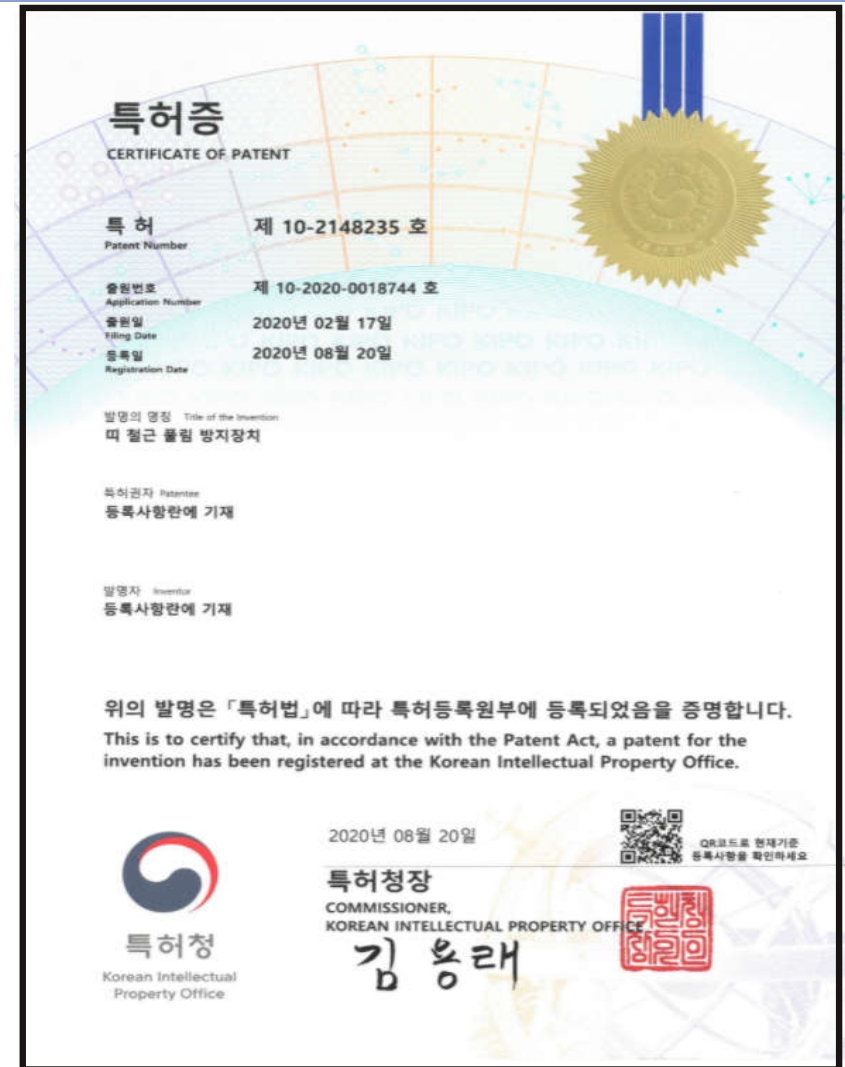 특허증
CERTIFICATE OF PATENT
특 허 제 10-2148235 호
Patent Number
출원번호 제 10-2020-0018744 호
Application Number
출원일 2020년 02월 17일
Filing Date
등록일 2020년 08월 20일
Registration Date
발명의 명칭 Title of the Invention
띠 철근 풀림 방지장치
특허권자 Patentee
등록사항란에 기재
발명자 Inventor
등록사항란에 기재
위의 발명은 「특허법」에 따라 특허등록원부에 등록되었음을 증명합니다.
This is to certify that, in accordance with the Patent Act, a patent for the
invention has been registered at the Korean Intellectual Property Office.
2020년 08월 20일
QR코드로 현재기준
등록사항을 확인하세요
특허청장
COMMISSIONER,
KOREAN INTELLECTUAL PROPERTY OFFICE
김용래
특허청
Korean Intellectual
Property Office